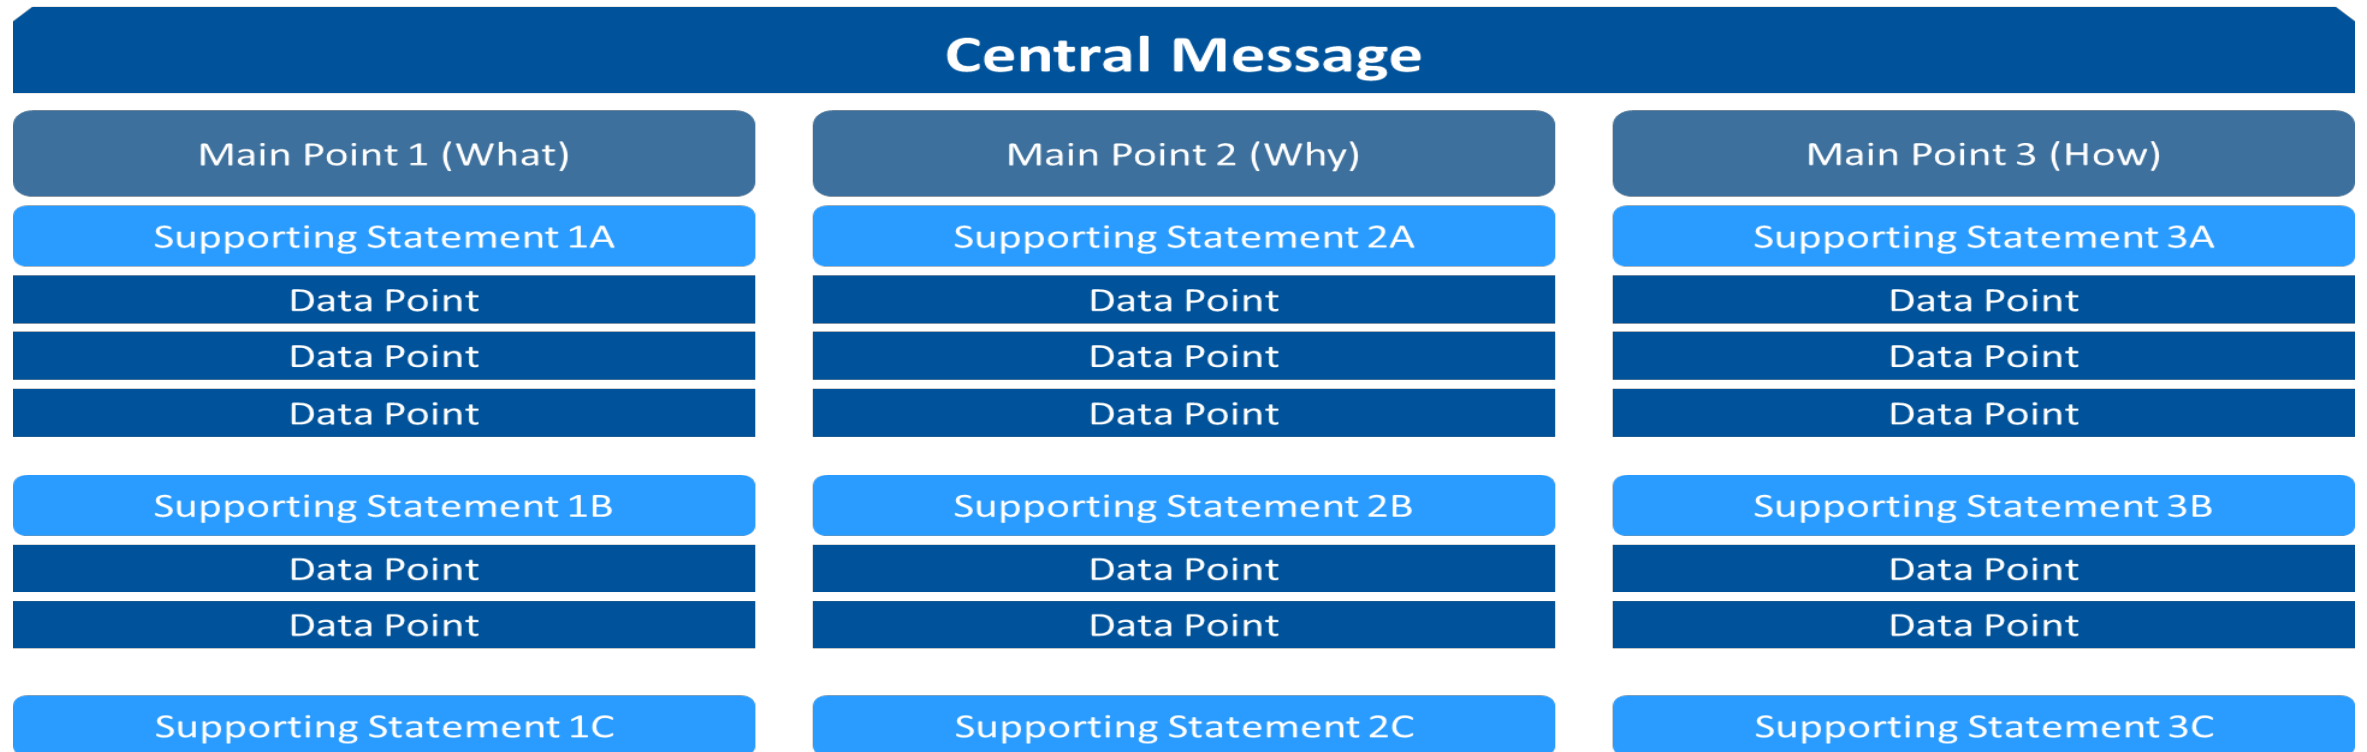 Central Message
Main Point 1 (What)
Supporting Statement 1A
Data Point
Data Point
Data Point
Supporting Statement 1B
Data Point
Data Point
Supporting Statement 1C
Main Point 2 (Why)
Supporting Statement 2A
Data Point
Data Point
Data Point
Supporting Statement 2B
Data Point
Data Point
Supporting Statement 2C
Main Point 3 (How)
Supporting Statement 3A
Data Point
Data Point
Data Point
Supporting Statement 3B
Data Point
Data Point
Supporting Statement 3C